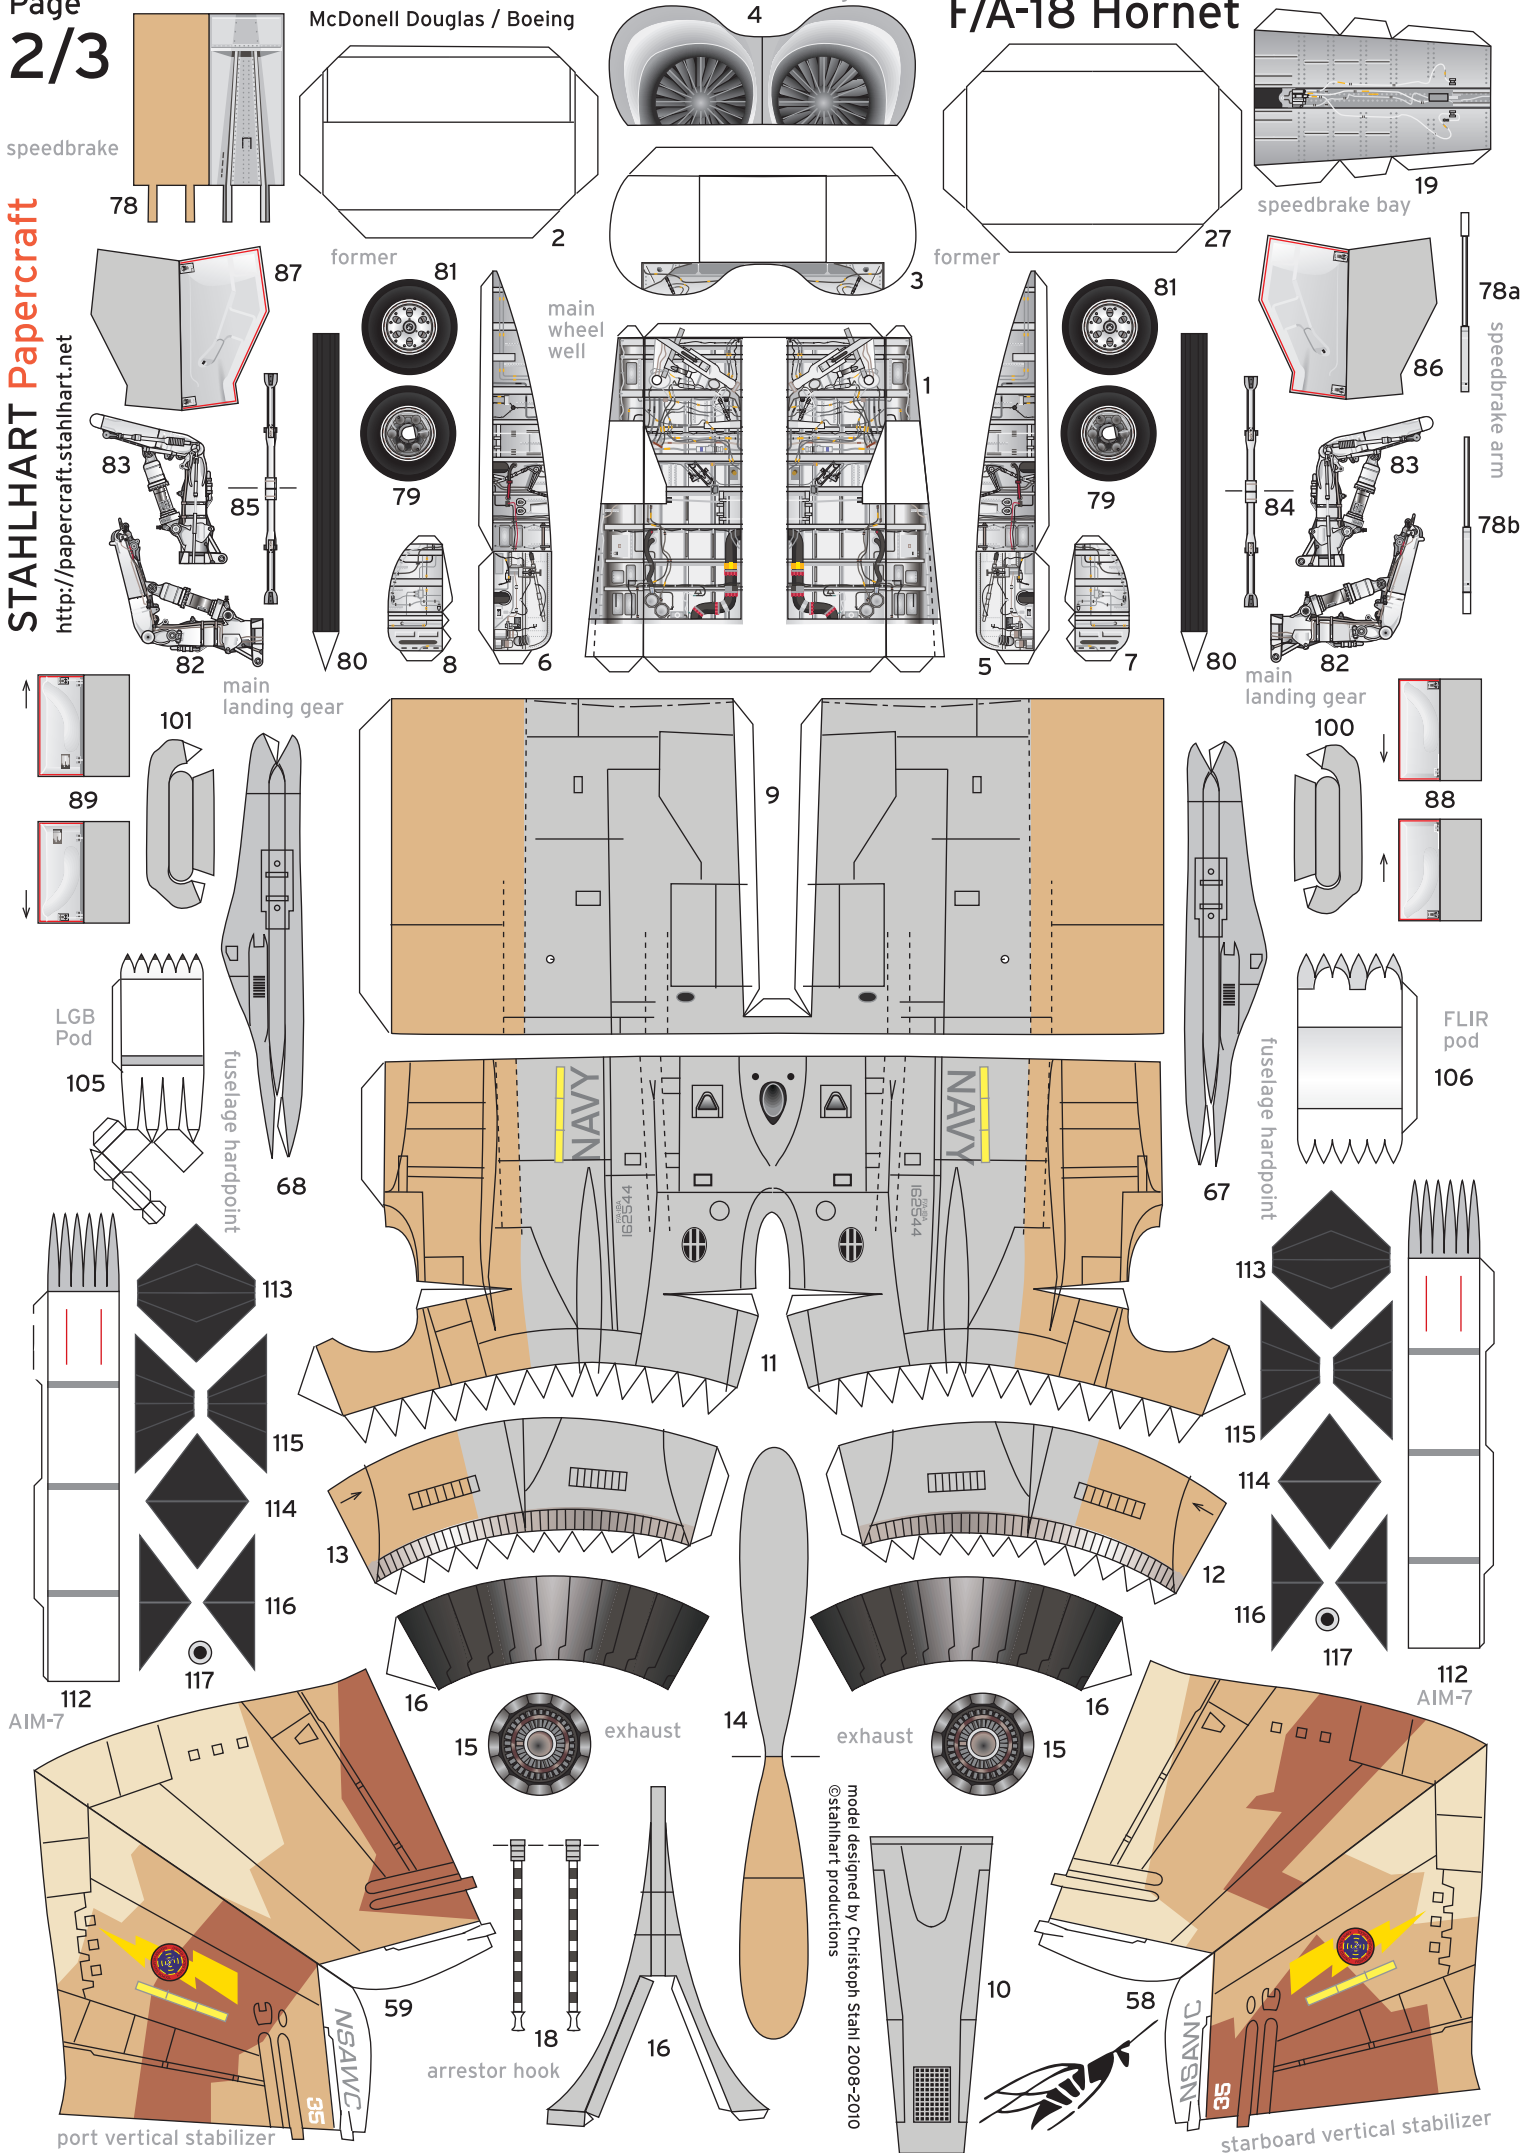 Page
2/3
McDonell Douglas / Boeing
F/A-18 Hornet
4
speedbrake
78
2
former
3
27
former
19
speedbrake bay
STAHLHART Papercraft
http://papercraft.stahlhart.net
87
81
main
wheel
well
1
81
86
78a
speedbrake arm
83
85
79
79
84
83
78b
82
80
8
6
5
7
80
82
main
landing gear
main
landing gear
101
100
89
9
88
LGB
Pod
105
fuselage hardpoint
68
NAVY
NAVY
F/A-18A
162544
F/A-18A
162544
67
fuselage hardpoint
FLIR
pod
106
113
113
11
115
115
114
114
13
12
116
116
117
117
112
AIM-7
112
AIM-7
16
16
15
exhaust
14
exhaust
15
model designed by Christoph Stahl 2008-2010
©stahlhart productions
59
NSAWC
35
18
arrestor hook
16
10
58
NSAWC
35
port vertical stabilizer
starboard vertical stabilizer